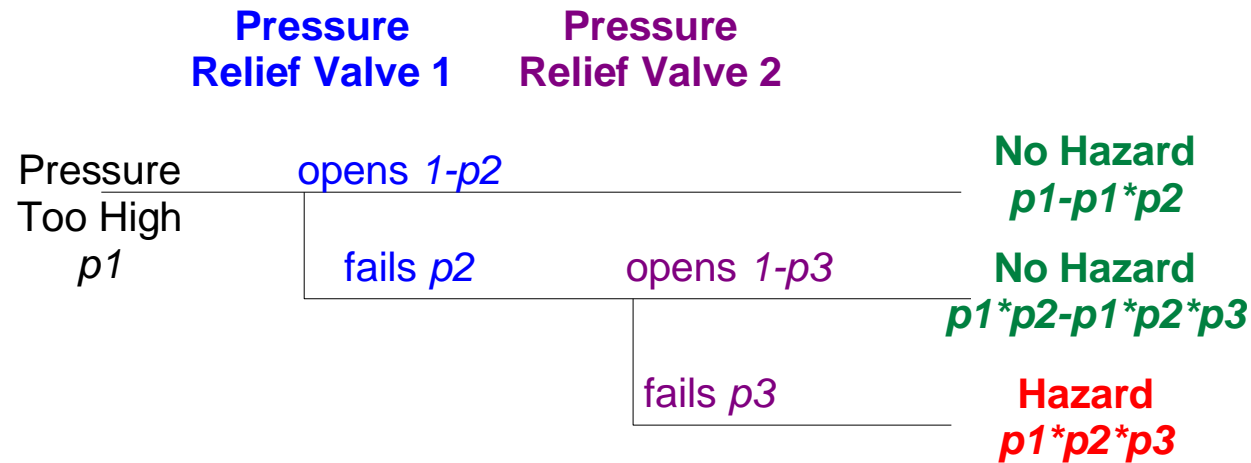 Pressure
Relief Valve 1
Pressure
Relief Valve 2
Pressure
Too High
p1
opens 1-p2
No Hazard
p1-p1*p2
fails p2
opens 1-p3
No Hazard
p1*p2-p1*p2*p3
fails p3
Hazard
p1*p2*p3